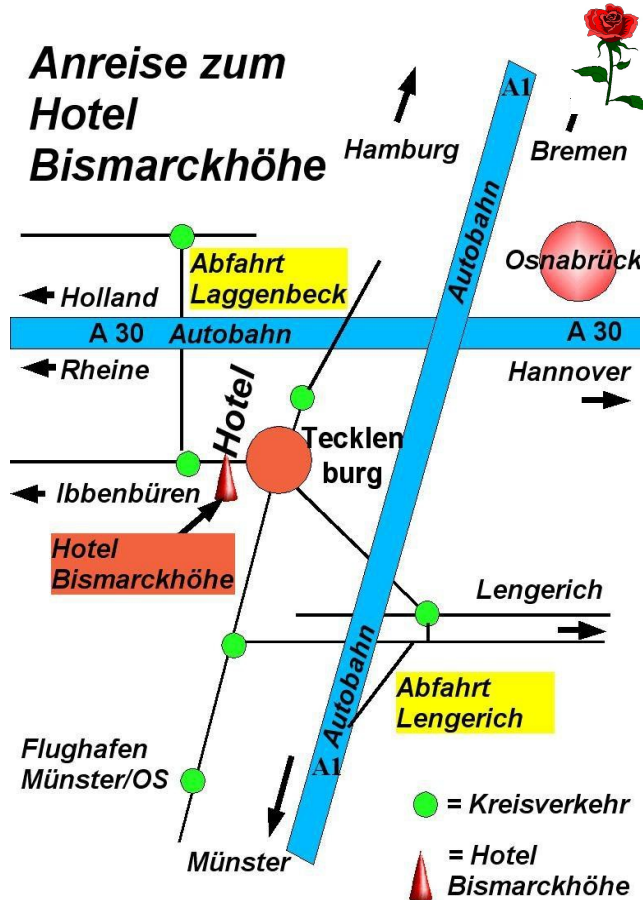 Anreise zum
Hotel
Bismarckhöhe
A1
Hamburg
Bremen
Autobahn
Osnabrück
Abfahrt
Laggenbeck
Holland
A 30 Autobahn
A 30
Rheine
Hannover
Hotel
Tecklen
burg
Ibbenbüren
Hotel
Bismarckhöhe
Lengerich
Autobahn
Abfahrt
Lengerich
Flughafen
Münster/OS
A1
= Kreisverkehr
Münster
= Hotel
Bismarckhöhe